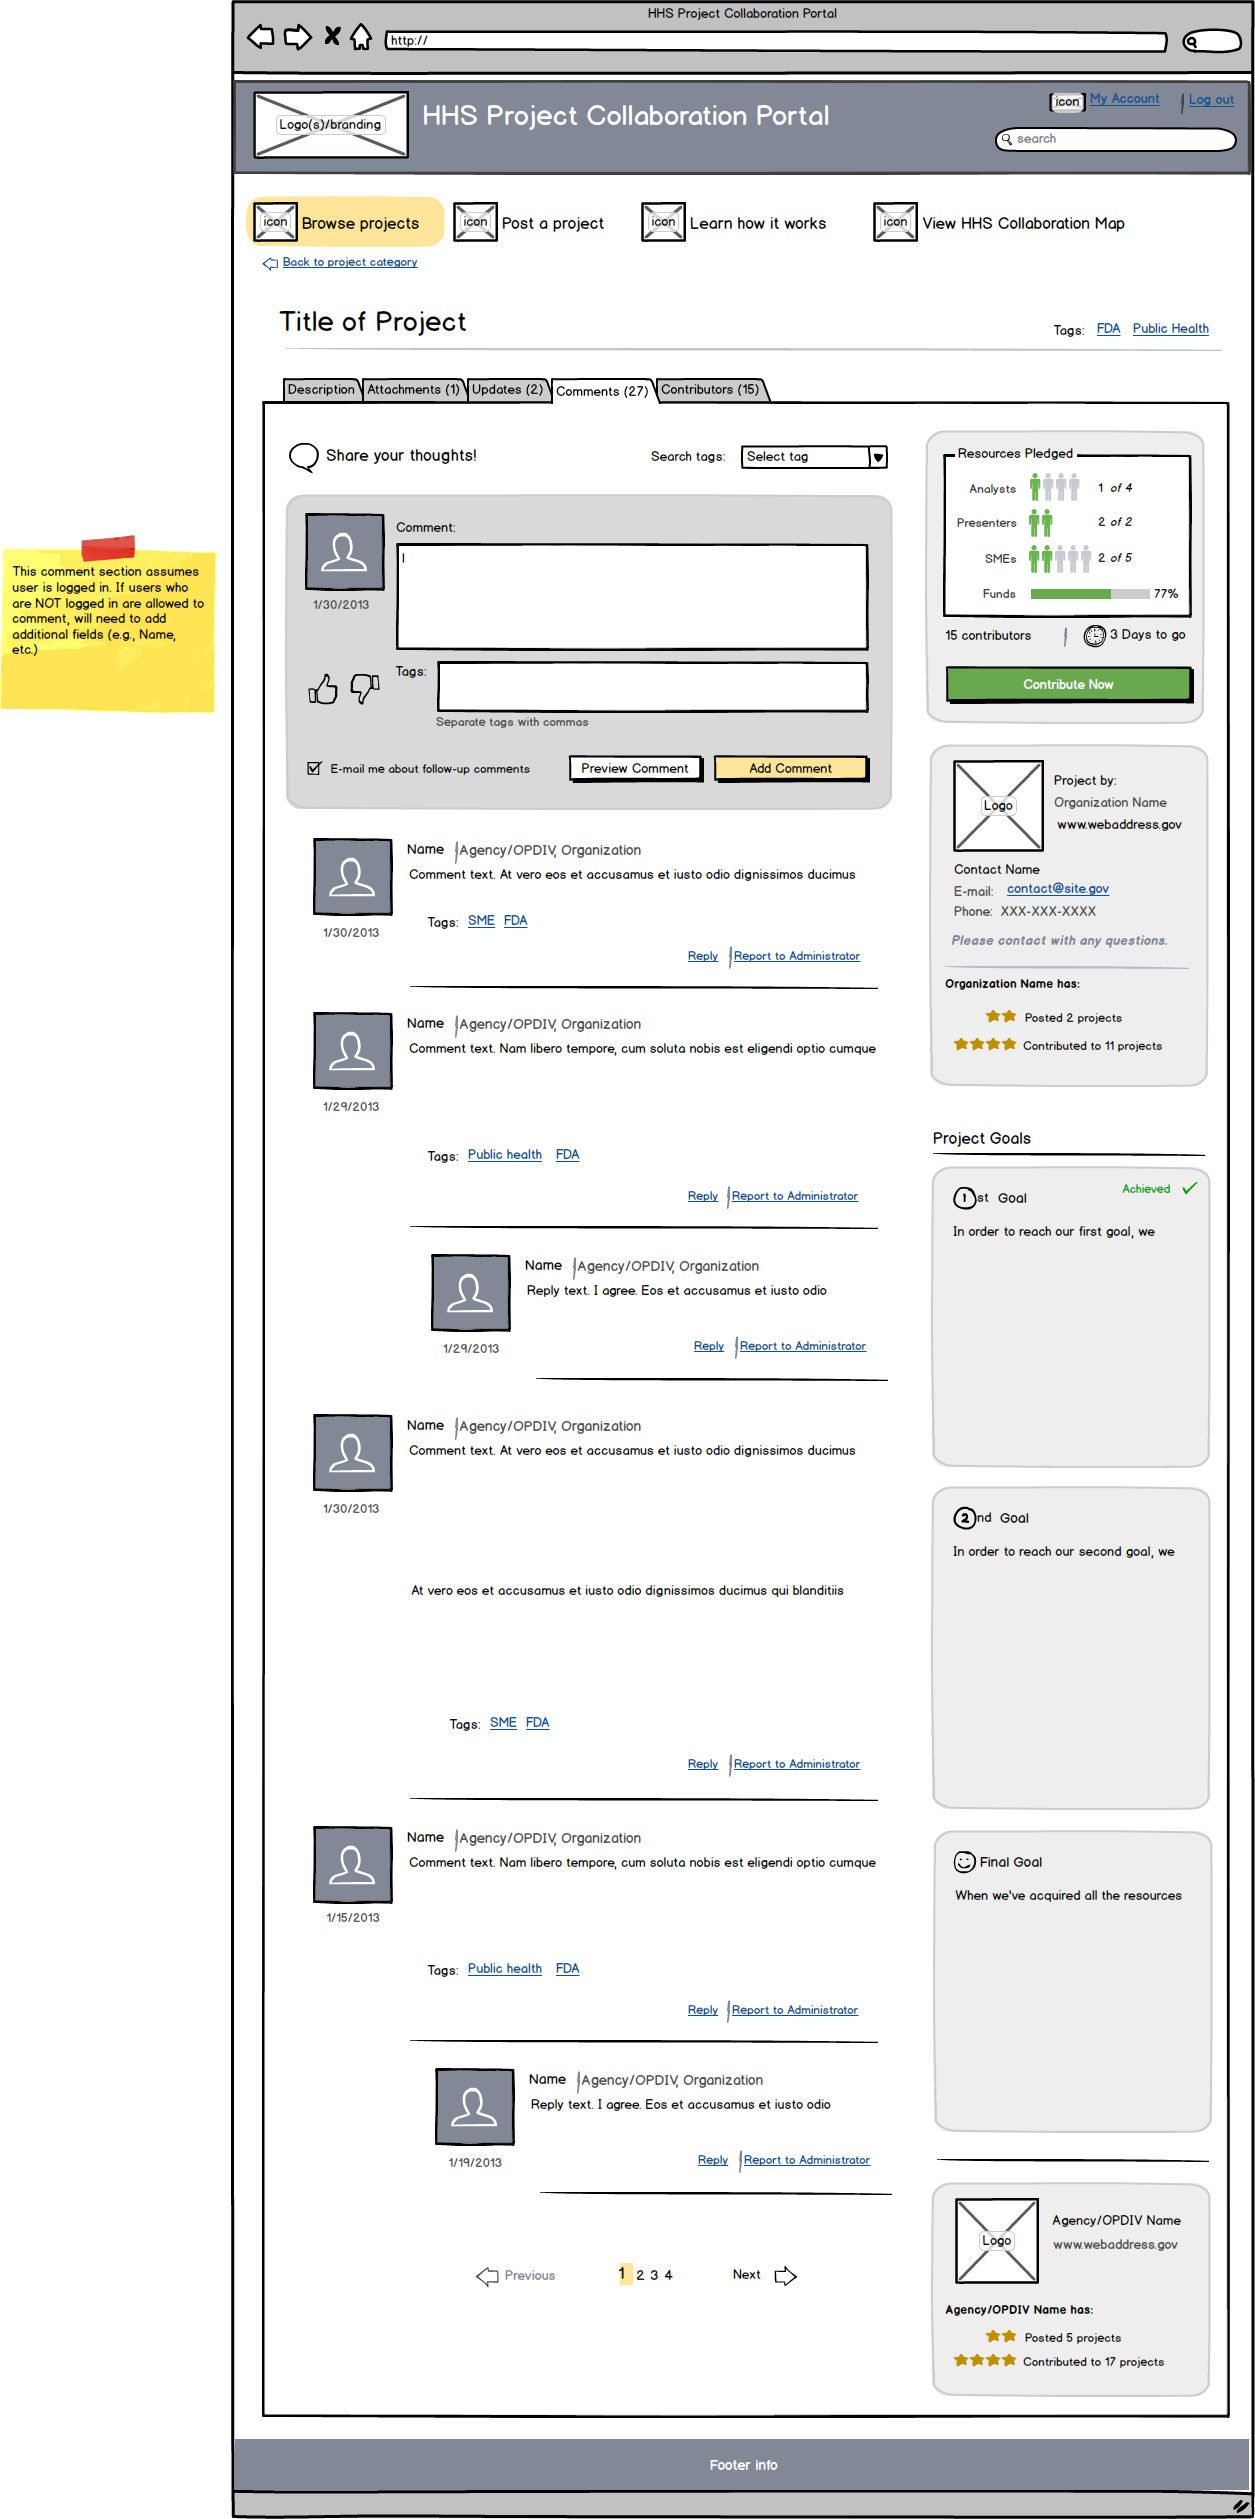 HHS Project Collaboration Portal
http://
Logo(s)/branding
HHS Project Collaboration Portal
icon My Account Log out
search
icon Browse projects icon Post a project icon Learn how it works icon View HHS Collaboration Map
Back to project category
Title of Project
Tags: FDA Public Health
Description Attachments (1) Updates (2) Comments (27) Contributors (15)
Share your thoughts!
Search tags: Select tag
Comment:
1/30/2013
Tags:
Separate tags with commas
E-mail me about follow-up comments
Preview Comment Add Comment
This comment section assumes
user is logged in. If users who
are NOT logged in are allowed to
comment, will need to add
additional fields (e.g., Name,
etc.)
Name Agency/OPDIV, Organization
Comment text. At vero eos et accusamus et iusto odio dignissimos ducimus
1/30/2013
Tags: SME FDA
Reply Report to Administrator
Name Agency/OPDIV, Organization
Comment text. Nam libero tempore, cum soluta nobis est eligendi optio cumque
1/29/2013
Tags: Public health FDA
Reply Report to Administrator
Name Agency/OPDIV, Organization
Reply text. I agree. Eos et accusamus et iusto odio
1/29/2013
Reply Report to Administrator
Name Agency/OPDIV, Organization
Comment text. At vero eos et accusamus et iusto odio dignissimos ducimus
1/30/2013
At vero eos et accusamus et iusto odio dignissimos ducimus qui blanditiis
Tags: SME FDA
Reply Report to Administrator
Name Agency/OPDIV, Organization
Comment text. Nam libero tempore, cum soluta nobis est eligendi optio cumque
1/15/2013
Tags: Public health FDA
Reply Report to Administrator
Name Agency/OPDIV, Organization
Reply text. I agree. Eos et accusamus et iusto odio
1/19/2013
Reply Report to Administrator
Previous 1 2 3 4 Next
Resources Pledged
Analysts 1 of 4
Presenters 2 of 2
SMEs 2 of 5
Funds 77%
15 contributors 3 Days to go
Contribute Now
Logo
Project by:
Organization Name
www.webaddress.gov
Contact Name
E-mail: contact@site.gov
Phone: XXX-XXX-XXXX
Please contact with any questions.
Organization Name has:
Posted 2 projects
Contributed to 11 projects
Project Goals
Achieved
1 st Goal
In order to reach our first goal, we
2 nd Goal
In order to reach our second goal, we
Final Goal
When we've acquired all the resources
Logo
Agency/OPDIV Name
www.webaddress.gov
Agency/OPDIV Name has:
Posted 5 projects
Contributed to 17 projects
Footer info